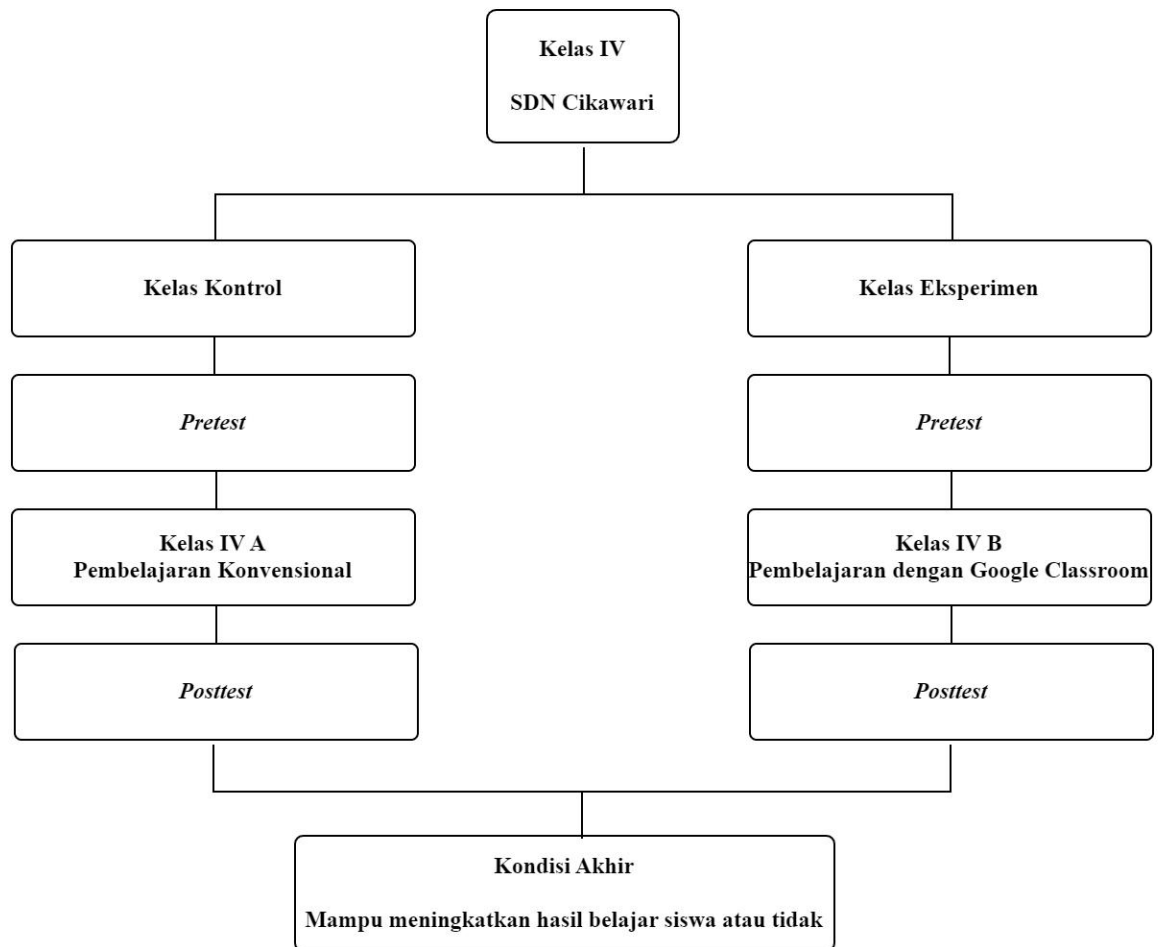 Kelas IV
SDN Cikawari
Kelas Kontrol
Kelas Eksperimen
Pretest
Pretest
Kelas IV A
Pembelajaran Konvensional
Kelas IV B
Pembelajaran dengan Google Classroom
Posttest
Posttest
Kondisi Akhir
Mampu meningkatkan hasil belajar siswa atau tidak